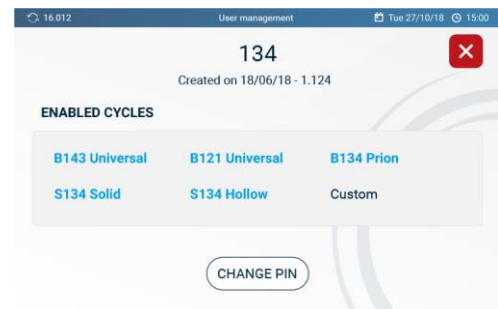 16.012 User management Tue 27/10/18 15:00
134
Created on 18/06/18 - 1.124
ENABLED CYCLES
B143 Universal B121 Universal B134 Prion
S134 Solid S134 Hollow Custom
CHANGE PIN